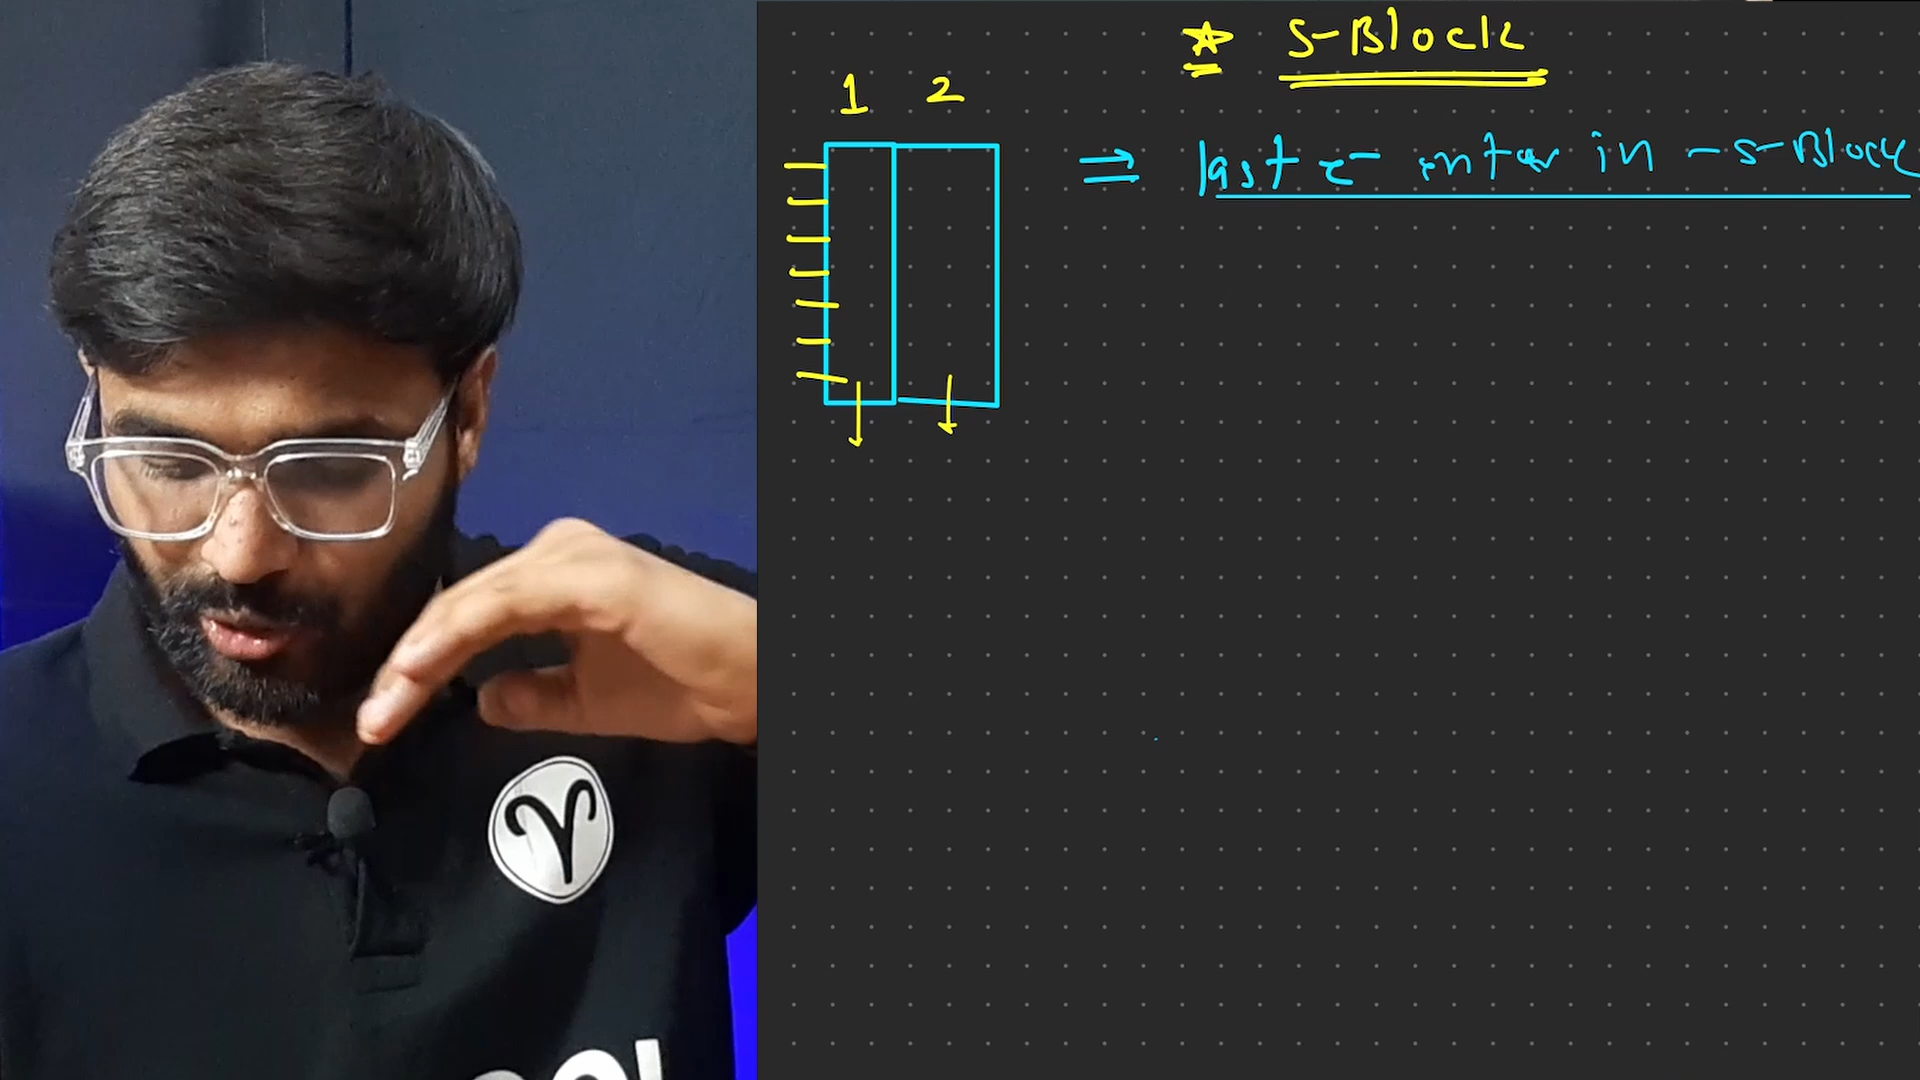 ★ S-Block
1 2
⇒ last e⁻ enter in - s-Block